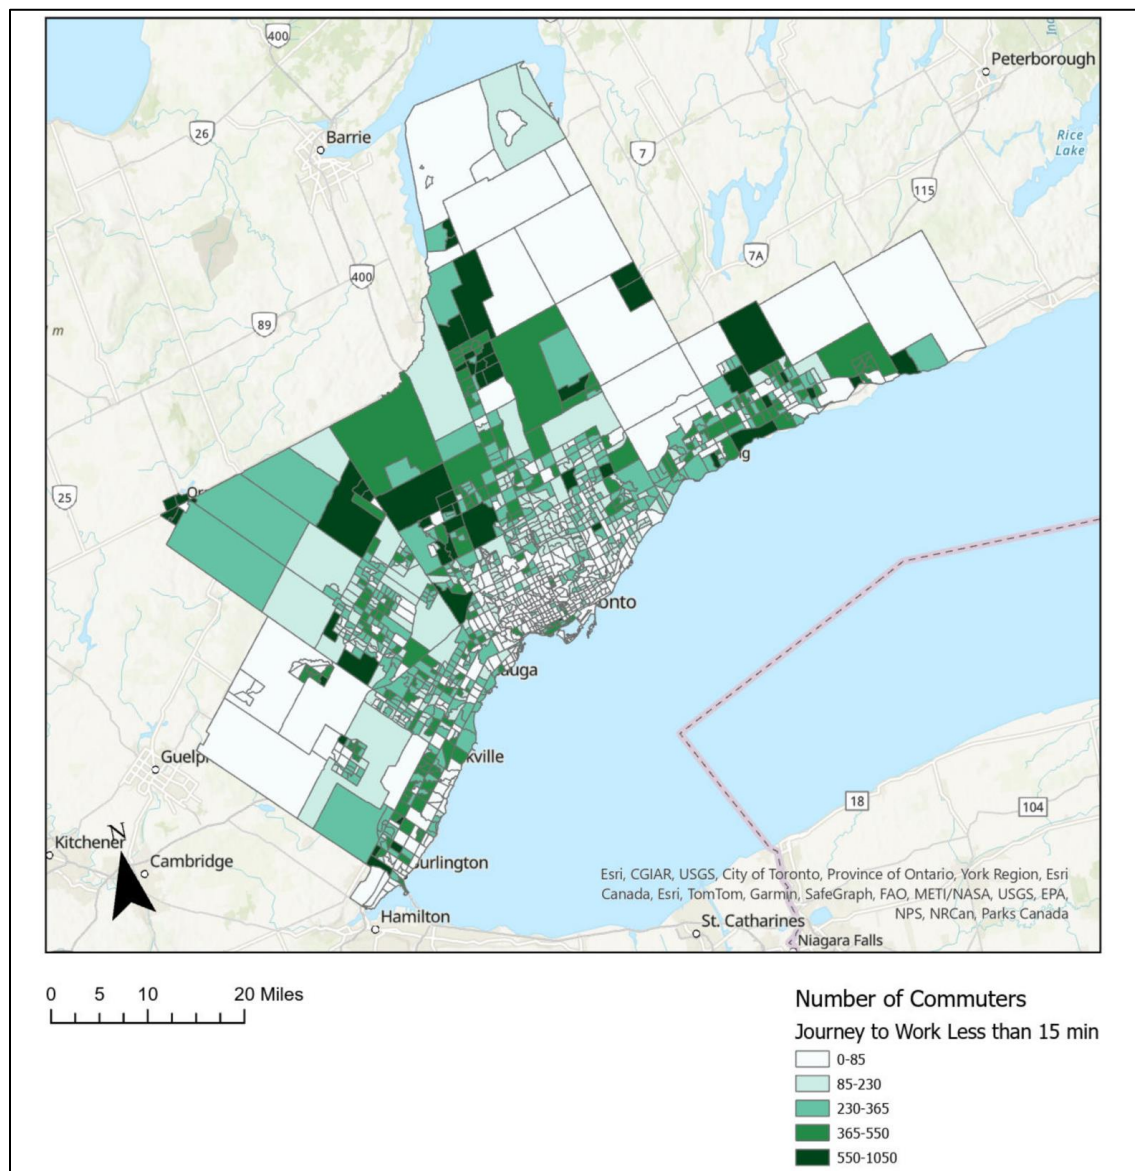 400
Peterborough
26
Barrie
Rice
Lake
7
115
7A
400
89
m
25
Or
ng
onto
uga
Guelp
kville
18
104
N
Kitchener
Cambridge
urlington
Esri, CGIAR, USGS, City of Toronto, Province of Ontario, York Region, Esri
Canada, Esri, TomTom, Garmin, SafeGraph, FAO, METI/NASA, USGS, EPA,
NPS, NRCan, Parks Canada
Hamilton
St. Catharines
Niagara Falls
0 5 10 20 Miles
Number of Commuters
Journey to Work Less than 15 min
0-85
85-230
230-365
365-550
550-1050